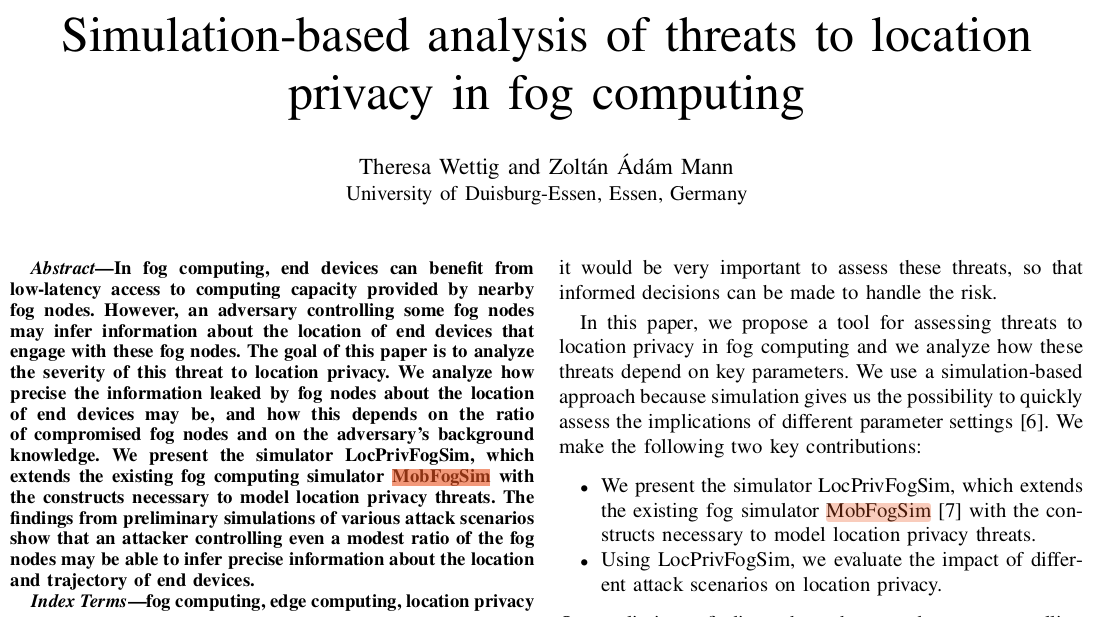 Simulation-based analysis of threats to location
privacy in fog computing
Theresa Wettig and Zoltán Ádám Mann
University of Duisburg-Essen, Essen, Germany
Abstract—In fog computing, end devices can benefit from
low-latency access to computing capacity provided by nearby
fog nodes. However, an adversary controlling some fog nodes
may infer information about the location of end devices that
engage with these fog nodes. The goal of this paper is to analyze
the severity of this threat to location privacy. We analyze how
precise the information leaked by fog nodes about the location
of end devices may be, and how this depends on the ratio
of compromised fog nodes and on the adversary's background
knowledge. We present the simulator LocPrivFogSim, which
extends the existing fog computing simulator MobFogSim with
the constructs necessary to model location privacy threats. The
findings from preliminary simulations of various attack scenarios
show that an attacker controlling even a modest ratio of the fog
nodes may be able to infer precise information about the location
and trajectory of end devices.
Index Terms—fog computing, edge computing, location privacy
it would be very important to assess these threats, so that
informed decisions can be made to handle the risk.
In this paper, we propose a tool for assessing threats to
location privacy in fog computing and we analyze how these
threats depend on key parameters. We use a simulation-based
approach because simulation gives us the possibility to quickly
assess the implications of different parameter settings [6]. We
make the following two key contributions:
• We present the simulator LocPrivFogSim, which extends
the existing fog simulator MobFogSim [7] with the con-
structs necessary to model location privacy threats.
• Using LocPrivFogSim, we evaluate the impact of differ-
ent attack scenarios on location privacy.